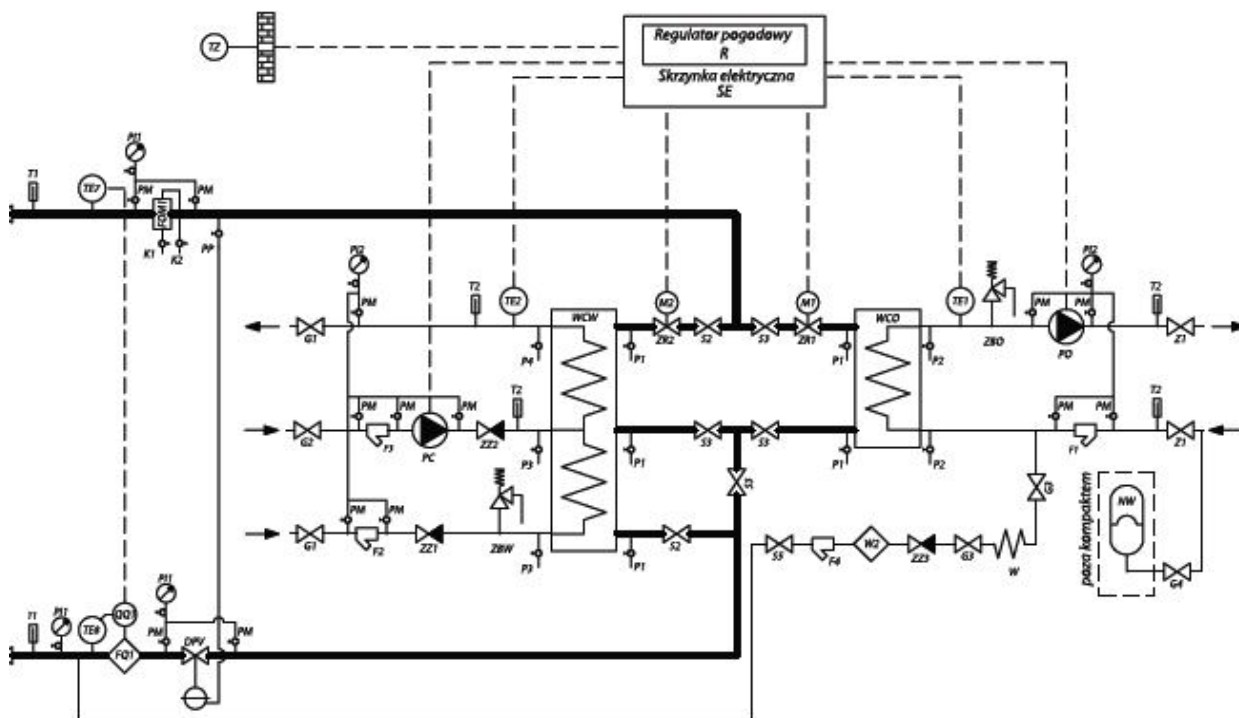 Regulator pogodowy
R
Skrzynka elektryczna
SE
TZ
PI1
T1
TE7
PM
PM
FOM1
K1
K2
PP
PI2
PM
T2
TE2
M2
M1
TE1
PI2
PM
PM
T2
G1
P4
WCW
P1
ZR2
S2
S3
ZR1
P1
WCO
P2
ZBO
PO
Z1
PM
PM
PM
T2
PM
PM
T2
G2
F3
PC
ZZ2
P3
P1
S3
S3
P1
P2
F1
Z1
PM
PM
S3
G3
NW
poza kompaktem
G1
F2
ZZ1
ZBW
P3
P1
S2
S5
F4
W2
ZZ3
G3
W
G4
T1
PI1
TE8
QQ1
PI1
PM
DPV
PM
FQ1